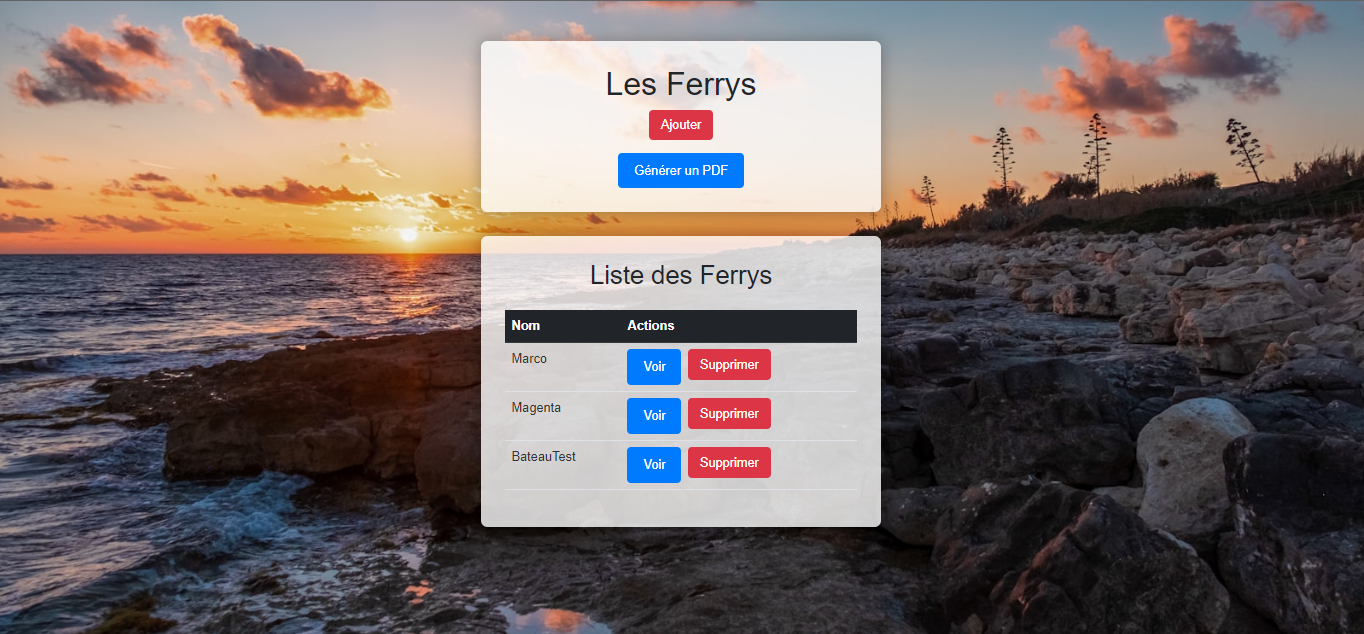 Les Ferrys
Ajouter
Générer un PDF
Liste des Ferrys
Nom Actions
Marco Voir Supprimer
Magenta Voir Supprimer
BateauTest Voir Supprimer